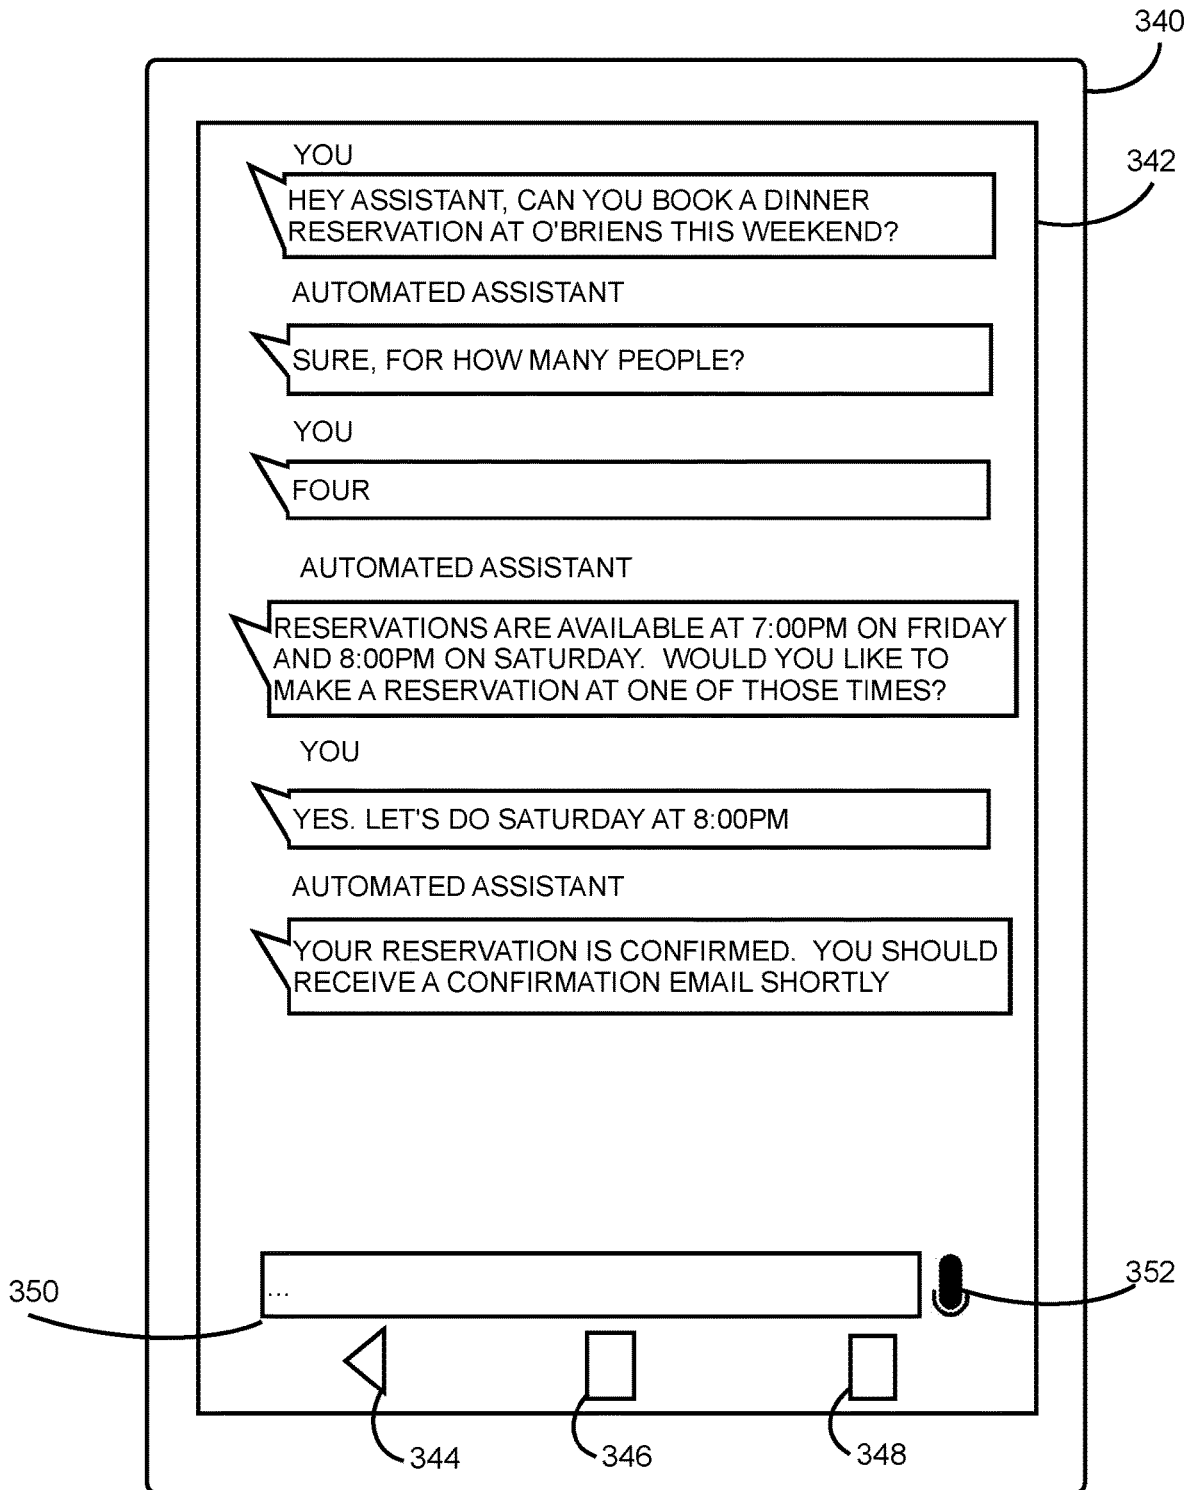 340
342
YOU
HEY ASSISTANT, CAN YOU BOOK A DINNER
RESERVATION AT O'BRIENS THIS WEEKEND?
AUTOMATED ASSISTANT
SURE, FOR HOW MANY PEOPLE?
YOU
FOUR
AUTOMATED ASSISTANT
RESERVATIONS ARE AVAILABLE AT 7:00PM ON FRIDAY
AND 8:00PM ON SATURDAY.  WOULD YOU LIKE TO
MAKE A RESERVATION AT ONE OF THOSE TIMES?
YOU
YES. LET'S DO SATURDAY AT 8:00PM
AUTOMATED ASSISTANT
YOUR RESERVATION IS CONFIRMED.  YOU SHOULD
RECEIVE A CONFIRMATION EMAIL SHORTLY
350
...
352
344
346
348